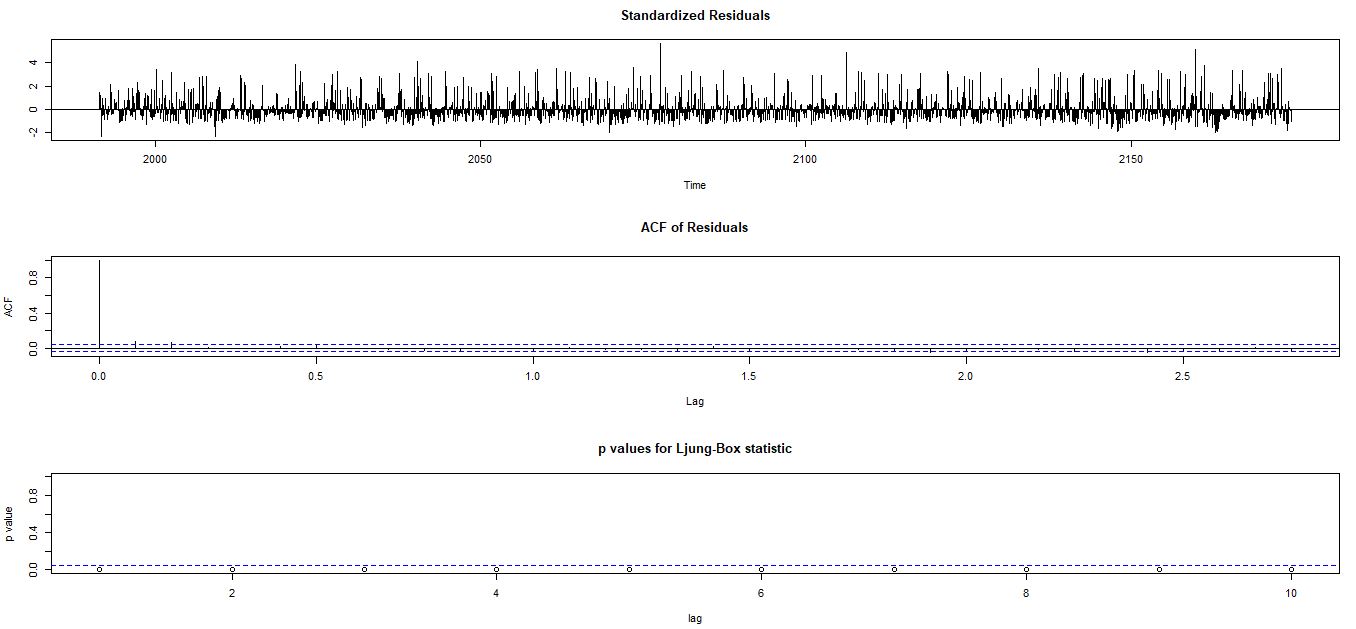 Standardized Residuals
4
2
0
-2
2000 2050 2100 2150
Time
ACF of Residuals
ACF
0.8
0.4
0.0
0.0 0.5 1.0 1.5 2.0 2.5
Lag
p values for Ljung-Box statistic
p value
0.8
0.4
0.0
2 4 6 8 10
lag